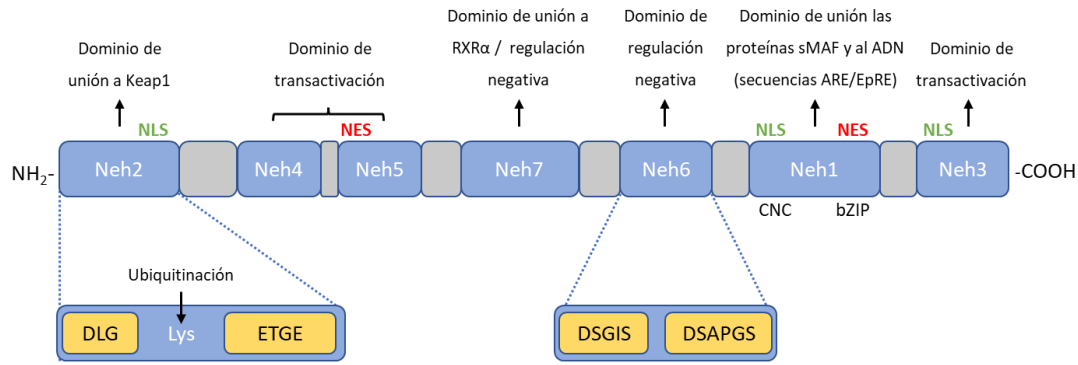 Dominio de
unión a Keap1
Dominio de
transactivación
Dominio de unión a
RXRα / regulación
negativa
Dominio de
regulación
negativa
Dominio de unión las
proteínas sMAF y al ADN
(secuencias ARE/EpRE)
Dominio de
transactivación
NLS
NES
NLS
NES
NLS
NH2-
Neh2
Neh4
Neh5
Neh7
Neh6
Neh1
Neh3
-COOH
CNC
bZIP
Ubiquitinación
DLG
Lys
ETGE
DSGIS
DSAPGS